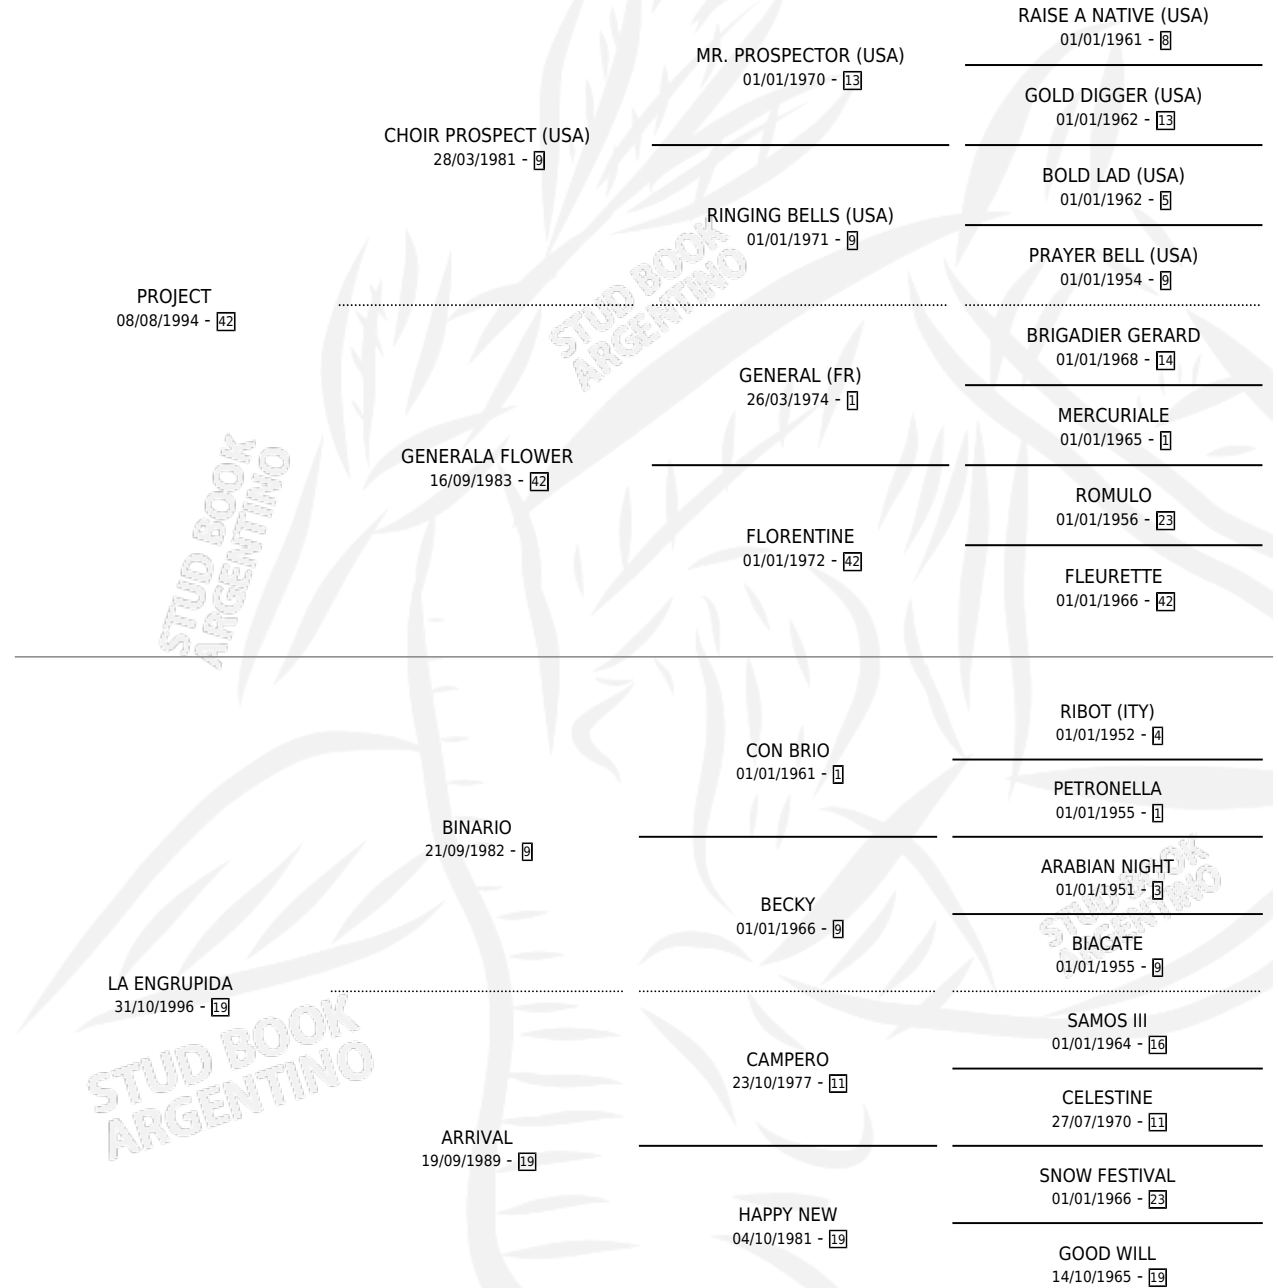 RAISE A NATIVE (USA)
01/01/1961 - 8
MR. PROSPECTOR (USA)
01/01/1970 - 13
GOLD DIGGER (USA)
01/01/1962 - 13
CHOIR PROSPECT (USA)
28/03/1981 - 9
BOLD LAD (USA)
01/01/1962 - 5
RINGING BELLS (USA)
01/01/1971 - 9
PRAYER BELL (USA)
01/01/1954 - 9
PROJECT
08/08/1994 - 42
STUD BOOK
ARGENTINO
BRIGADIER GERARD
01/01/1968 - 14
GENERAL (FR)
26/03/1974 - 1
MERCURIALE
01/01/1965 - 1
GENERALA FLOWER
16/09/1983 - 42
STUD BOOK
ARGENTINO
ROMULO
01/01/1956 - 23
FLORENTINE
01/01/1972 - 42
FLEURETTE
01/01/1966 - 42
RIBOT (ITY)
01/01/1952 - 4
CON BRIO
01/01/1961 - 1
PETRONELLA
01/01/1955 - 1
BINARIO
21/09/1982 - 9
ARABIAN NIGHT
01/01/1951 - 3
STUD BOOK
ARGENTINO
BECKY
01/01/1966 - 9
BIACATE
01/01/1955 - 9
LA ENGRUPIDA
31/10/1996 - 19
STUD BOOK
ARGENTINO
SAMOS III
01/01/1964 - 16
CAMPERO
23/10/1977 - 11
CELESTINE
27/07/1970 - 11
ARRIVAL
19/09/1989 - 19
SNOW FESTIVAL
01/01/1966 - 23
HAPPY NEW
04/10/1981 - 19
GOOD WILL
14/10/1965 - 19